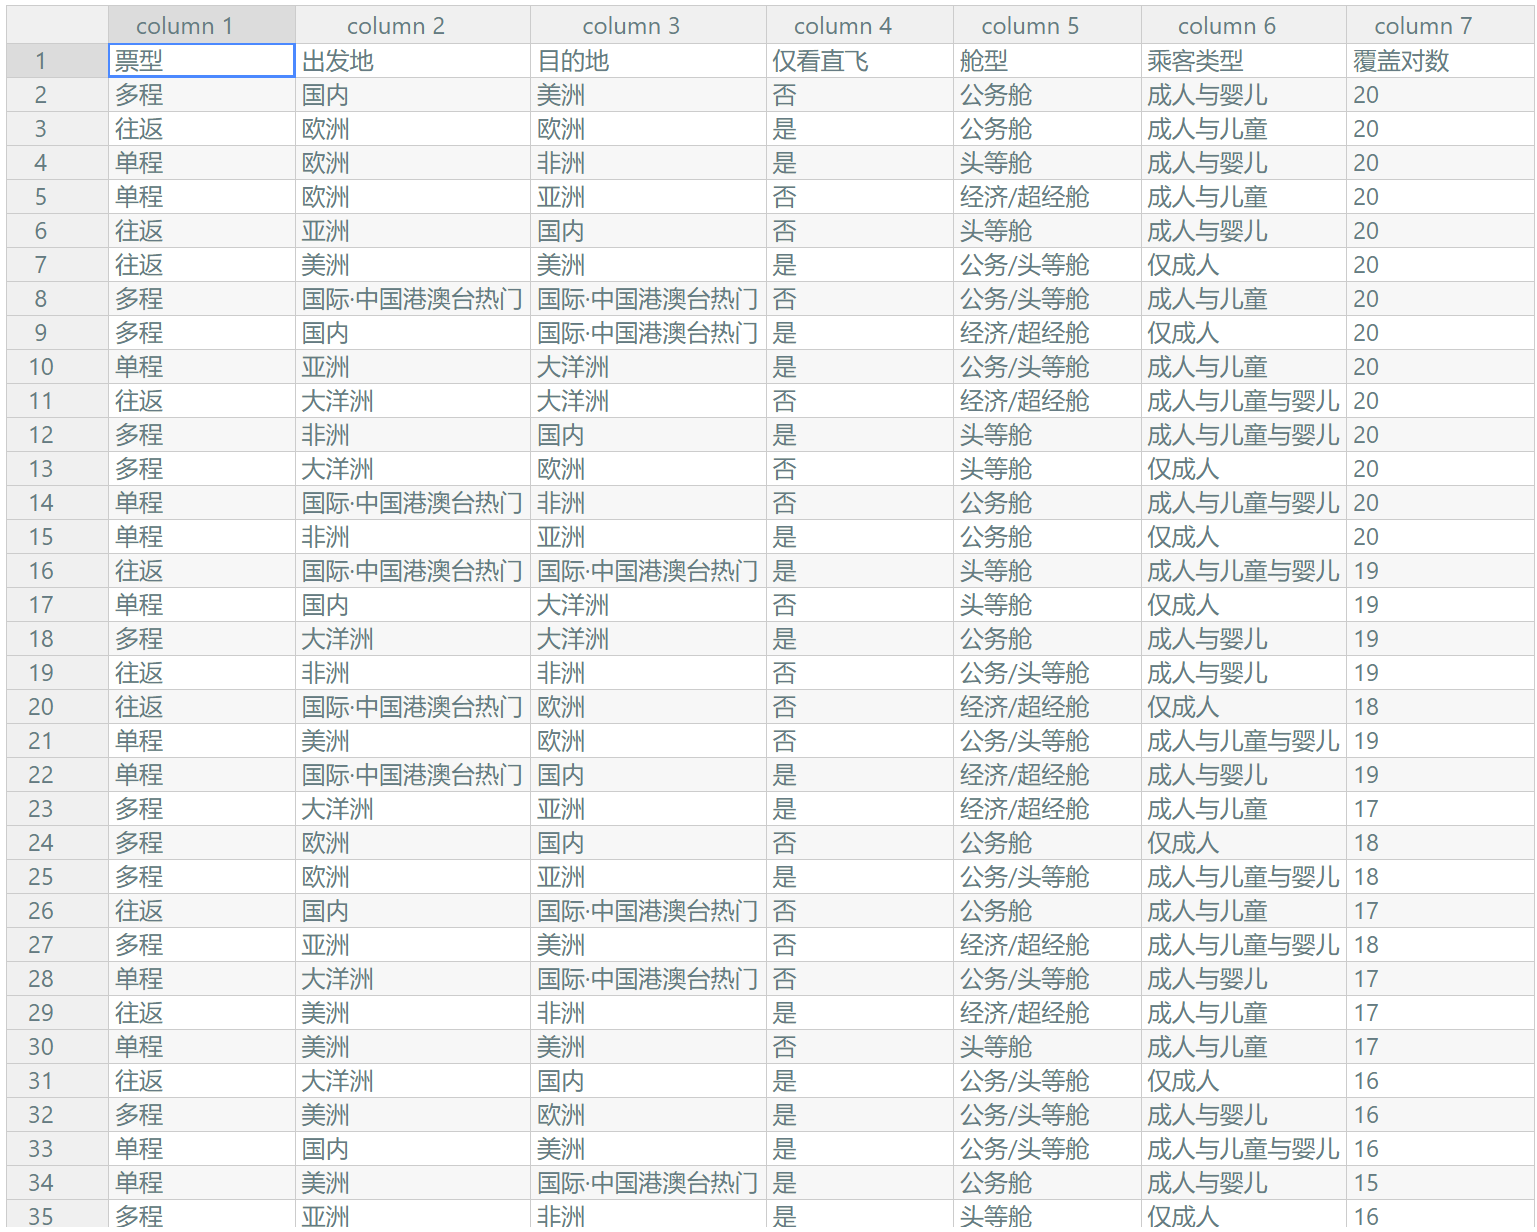 column 1 column 2 column 3 column 4 column 5 column 6 column 7
1 票型 出发地 目的地 仅看直飞 舱型 乘客类型 覆盖对数
2 多程 国内 美洲 否 公务舱 成人与婴儿 20
3 往返 欧洲 欧洲 是 公务舱 成人与儿童 20
4 单程 欧洲 非洲 是 头等舱 成人与婴儿 20
5 单程 欧洲 亚洲 否 经济/超经舱 成人与儿童 20
6 往返 亚洲 国内 否 头等舱 成人与婴儿 20
7 往返 美洲 美洲 是 公务/头等舱 仅成人 20
8 多程 国际·中国港澳台热门 国际·中国港澳台热门 否 公务/头等舱 成人与儿童 20
9 多程 国内 国际·中国港澳台热门 是 经济/超经舱 仅成人 20
10 单程 亚洲 大洋洲 是 公务/头等舱 成人与儿童 20
11 往返 大洋洲 大洋洲 否 经济/超经舱 成人与儿童与婴儿 20
12 多程 非洲 国内 是 头等舱 成人与儿童与婴儿 20
13 多程 大洋洲 欧洲 否 头等舱 仅成人 20
14 单程 国际·中国港澳台热门 非洲 否 公务舱 成人与儿童与婴儿 20
15 单程 非洲 亚洲 是 公务舱 仅成人 20
16 往返 国际·中国港澳台热门 国际·中国港澳台热门 是 头等舱 成人与儿童与婴儿 19
17 单程 国内 大洋洲 否 头等舱 仅成人 19
18 多程 大洋洲 大洋洲 是 公务舱 成人与婴儿 19
19 往返 非洲 非洲 否 公务/头等舱 成人与婴儿 19
20 往返 国际·中国港澳台热门 欧洲 否 经济/超经舱 仅成人 18
21 单程 美洲 欧洲 否 公务/头等舱 成人与儿童与婴儿 19
22 单程 国际·中国港澳台热门 国内 是 经济/超经舱 成人与婴儿 19
23 多程 大洋洲 亚洲 是 经济/超经舱 成人与儿童 17
24 多程 欧洲 国内 否 公务舱 仅成人 18
25 多程 欧洲 亚洲 是 公务/头等舱 成人与儿童与婴儿 18
26 往返 国内 国际·中国港澳台热门 否 公务舱 成人与儿童 17
27 多程 亚洲 美洲 否 经济/超经舱 成人与儿童与婴儿 18
28 单程 大洋洲 国际·中国港澳台热门 否 公务/头等舱 成人与婴儿 17
29 往返 美洲 非洲 是 经济/超经舱 成人与儿童 17
30 单程 美洲 美洲 否 头等舱 成人与儿童 17
31 往返 大洋洲 国内 是 公务/头等舱 仅成人 16
32 多程 美洲 欧洲 是 公务/头等舱 成人与婴儿 16
33 单程 国内 美洲 是 公务/头等舱 成人与儿童与婴儿 16
34 单程 美洲 国际·中国港澳台热门 是 公务舱 成人与婴儿 15
35 多程 亚洲 非洲 是 头等舱 仅成人 16